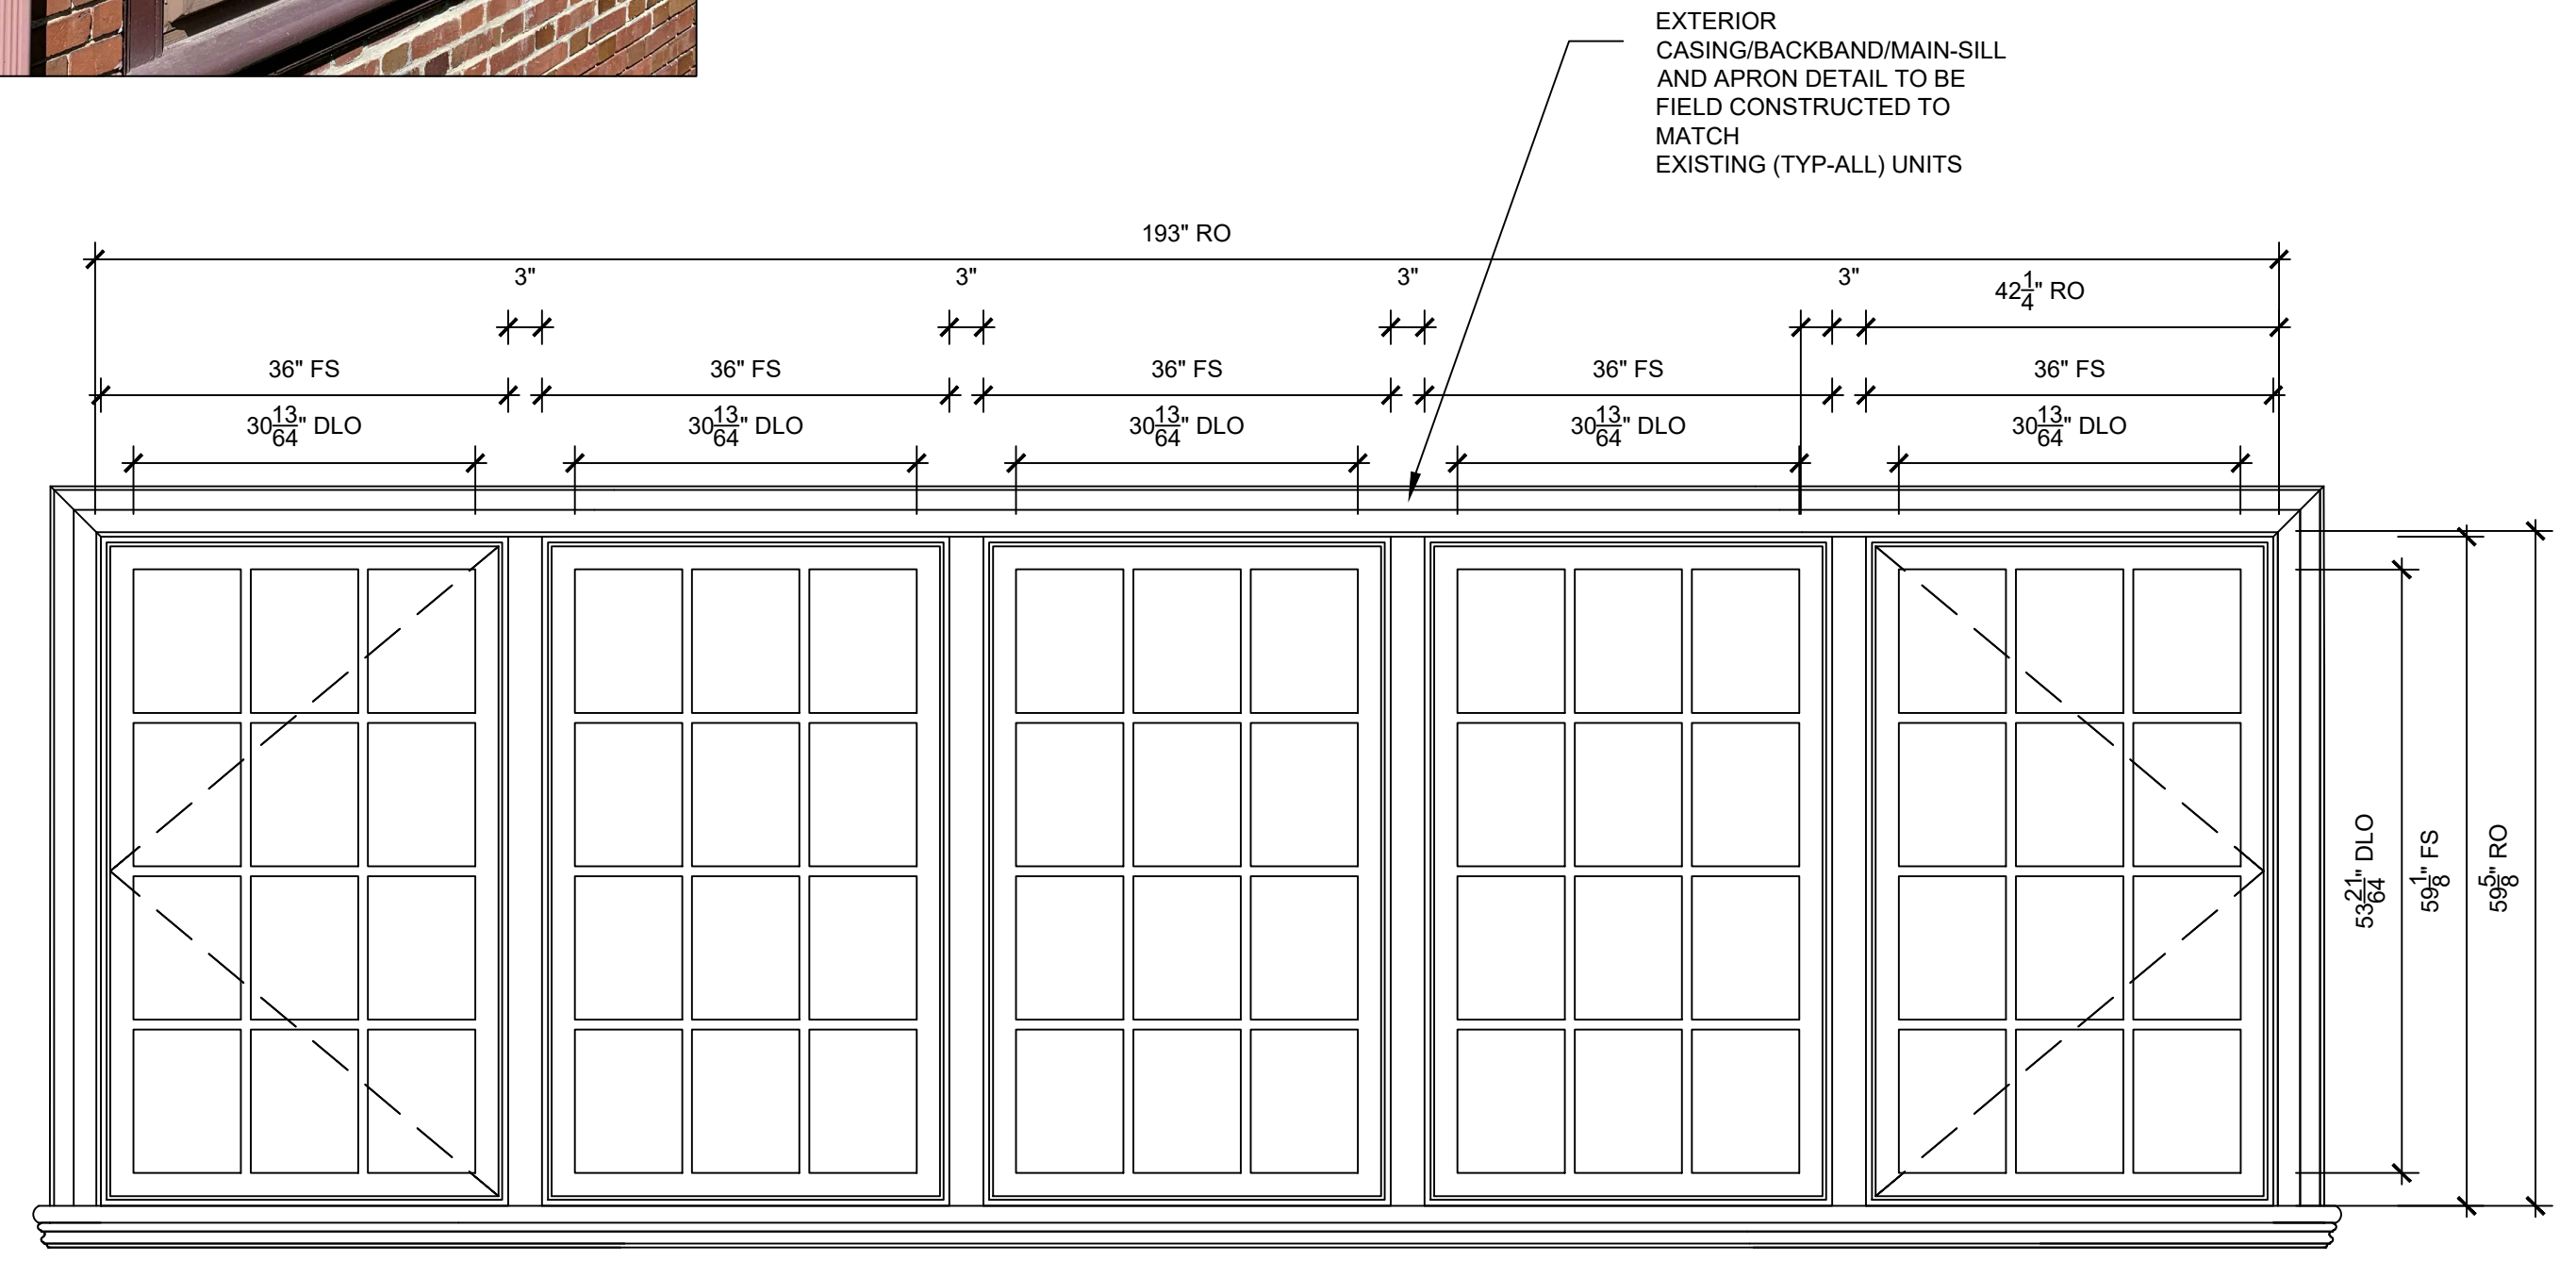 EXTERIOR
CASING/BACKBAND/MAIN-SILL
AND APRON DETAIL TO BE
FIELD CONSTRUCTED TO
MATCH
EXISTING (TYP-ALL) UNITS
193" RO
3" 3" 3" 3"
42 1/4" RO
36" FS 36" FS 36" FS 36" FS 36" FS
30 13/64" DLO 30 13/64" DLO 30 13/64" DLO 30 13/64" DLO 30 13/64" DLO
53 21/64" DLO
59 1/8" FS
59 5/8" RO